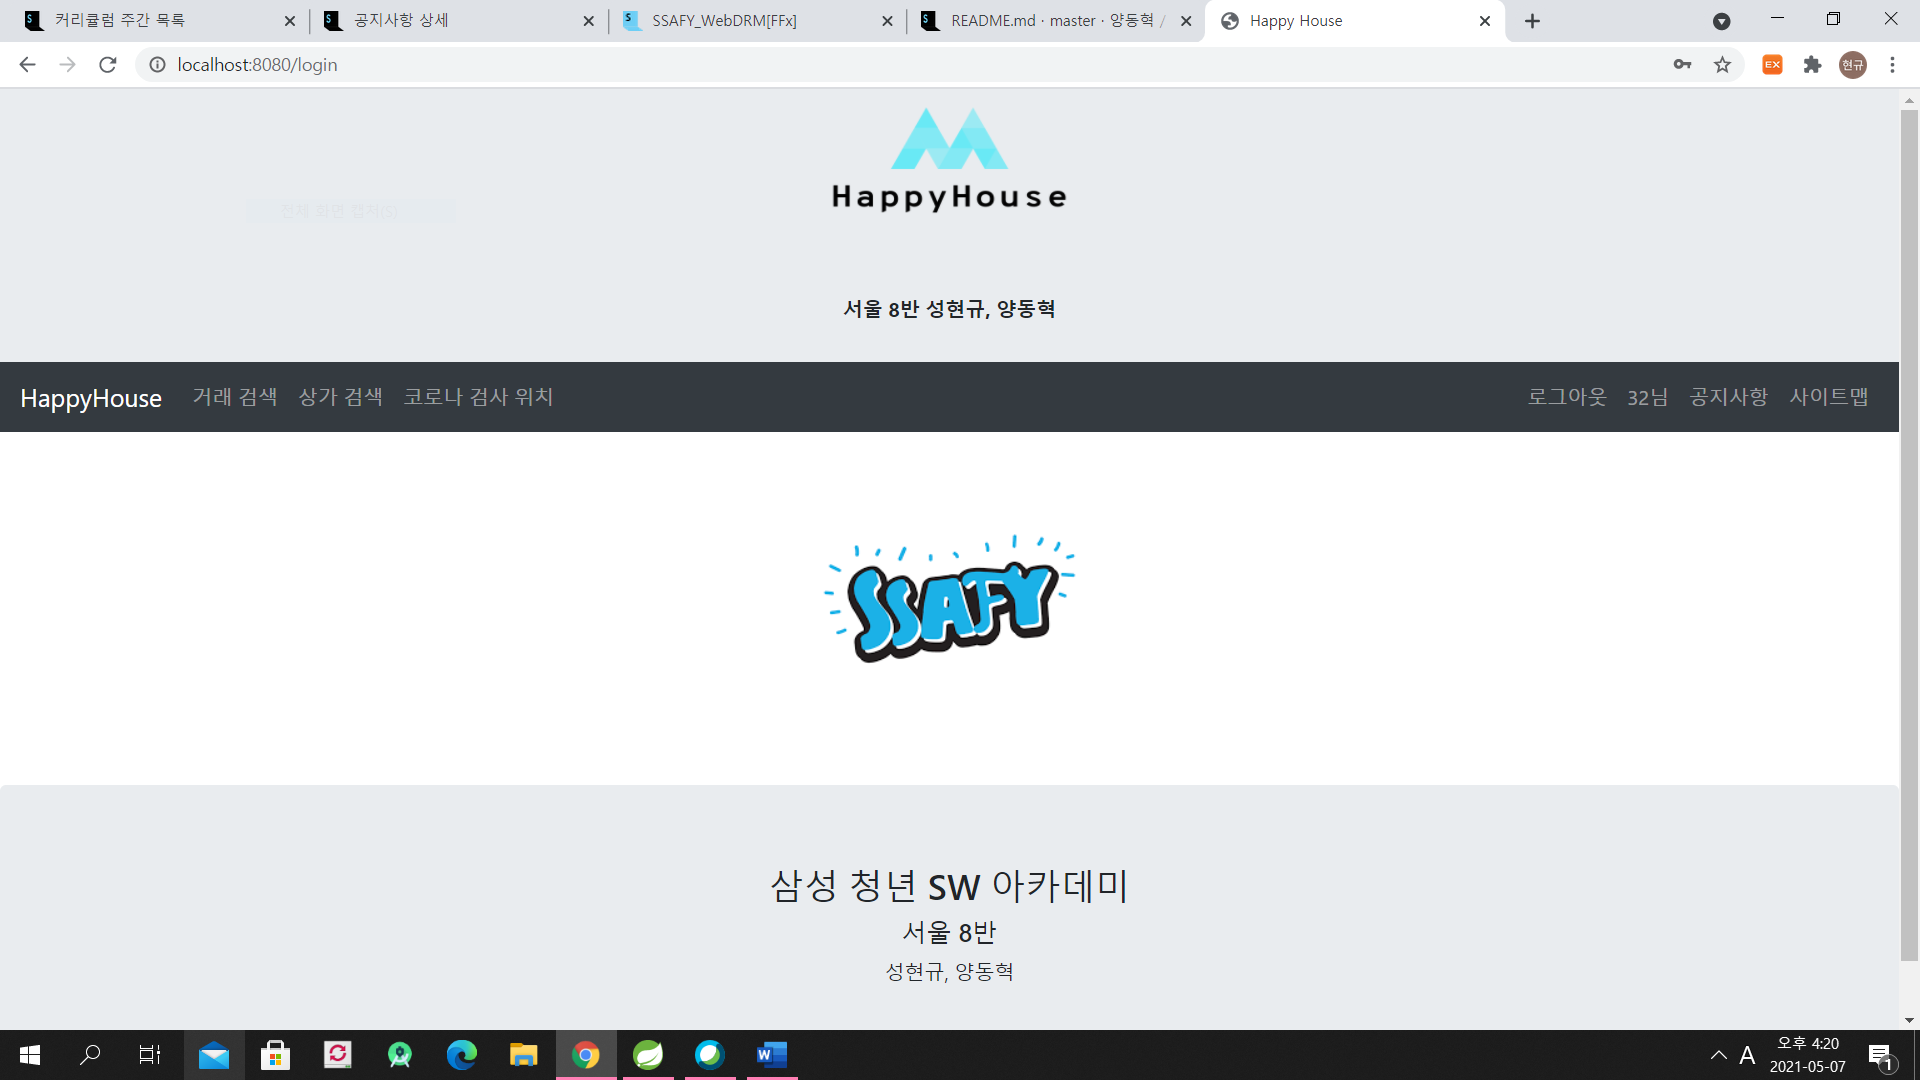 커리큘럼 주간 목록
공지사항 상세
SSAFY_WebDRM[FFx]
README.md · master · 양동혁 /
Happy House
localhost:8080/login
EX
현규
HappyHouse
전체 화면 캡처(S)
서울 8반 성현규, 양동혁
HappyHouse 거래 검색 상가 검색 코로나 검사 위치 로그아웃 32님 공지사항 사이트맵
SSAFY
삼성 청년 SW 아카데미
서울 8반
성현규, 양동혁
A
오후 4:20
2021-05-07
1